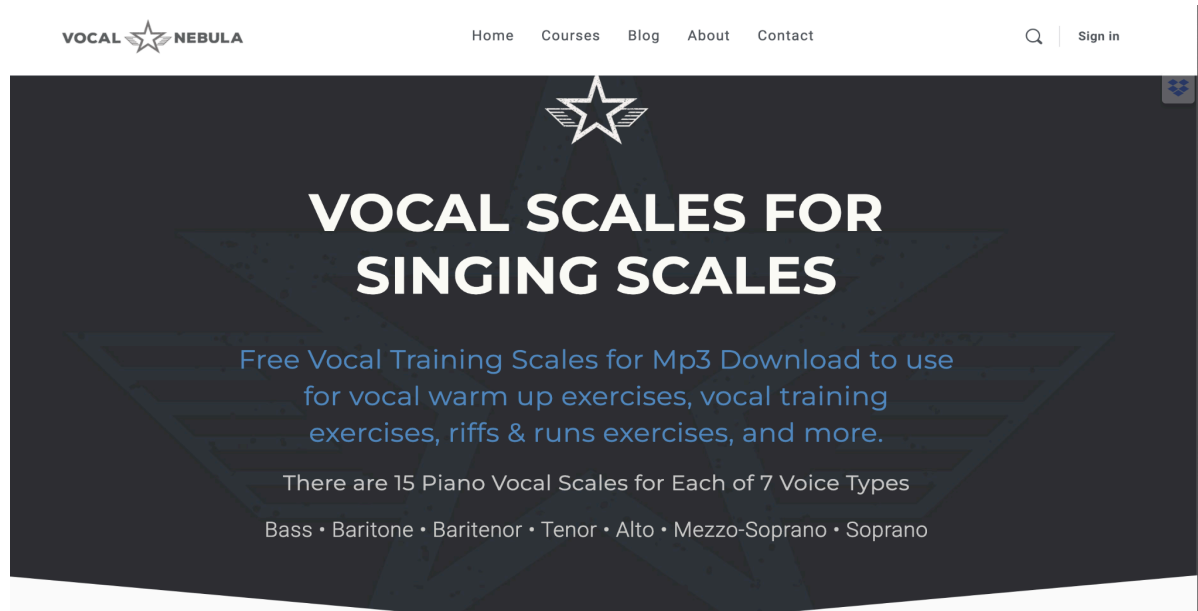 VOCAL NEBULA
Home Courses Blog About Contact
Sign in
VOCAL SCALES FOR
SINGING SCALES
Free Vocal Training Scales for Mp3 Download to use
for vocal warm up exercises, vocal training
exercises, riffs & runs exercises, and more.
There are 15 Piano Vocal Scales for Each of 7 Voice Types
Bass • Baritone • Baritenor • Tenor • Alto • Mezzo-Soprano • Soprano